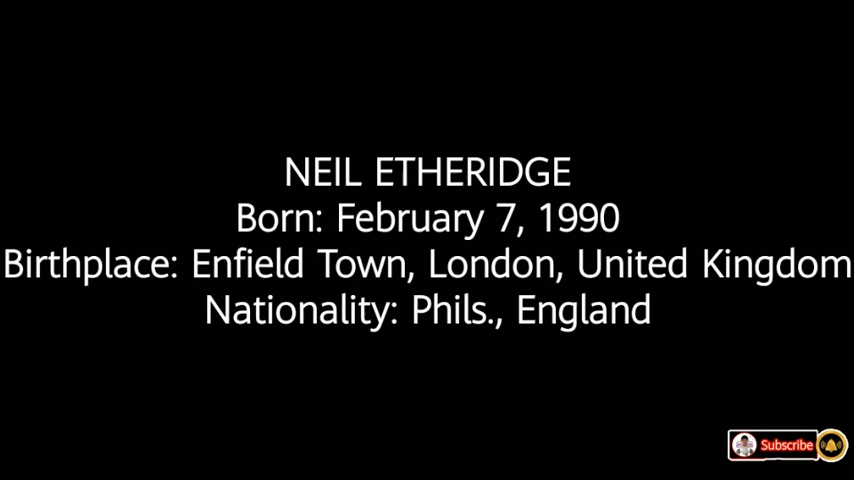 NEIL ETHERIDGE
Born: February 7, 1990
Birthplace: Enfield Town, London, United Kingdom
Nationality: Phils., England
Subscribe